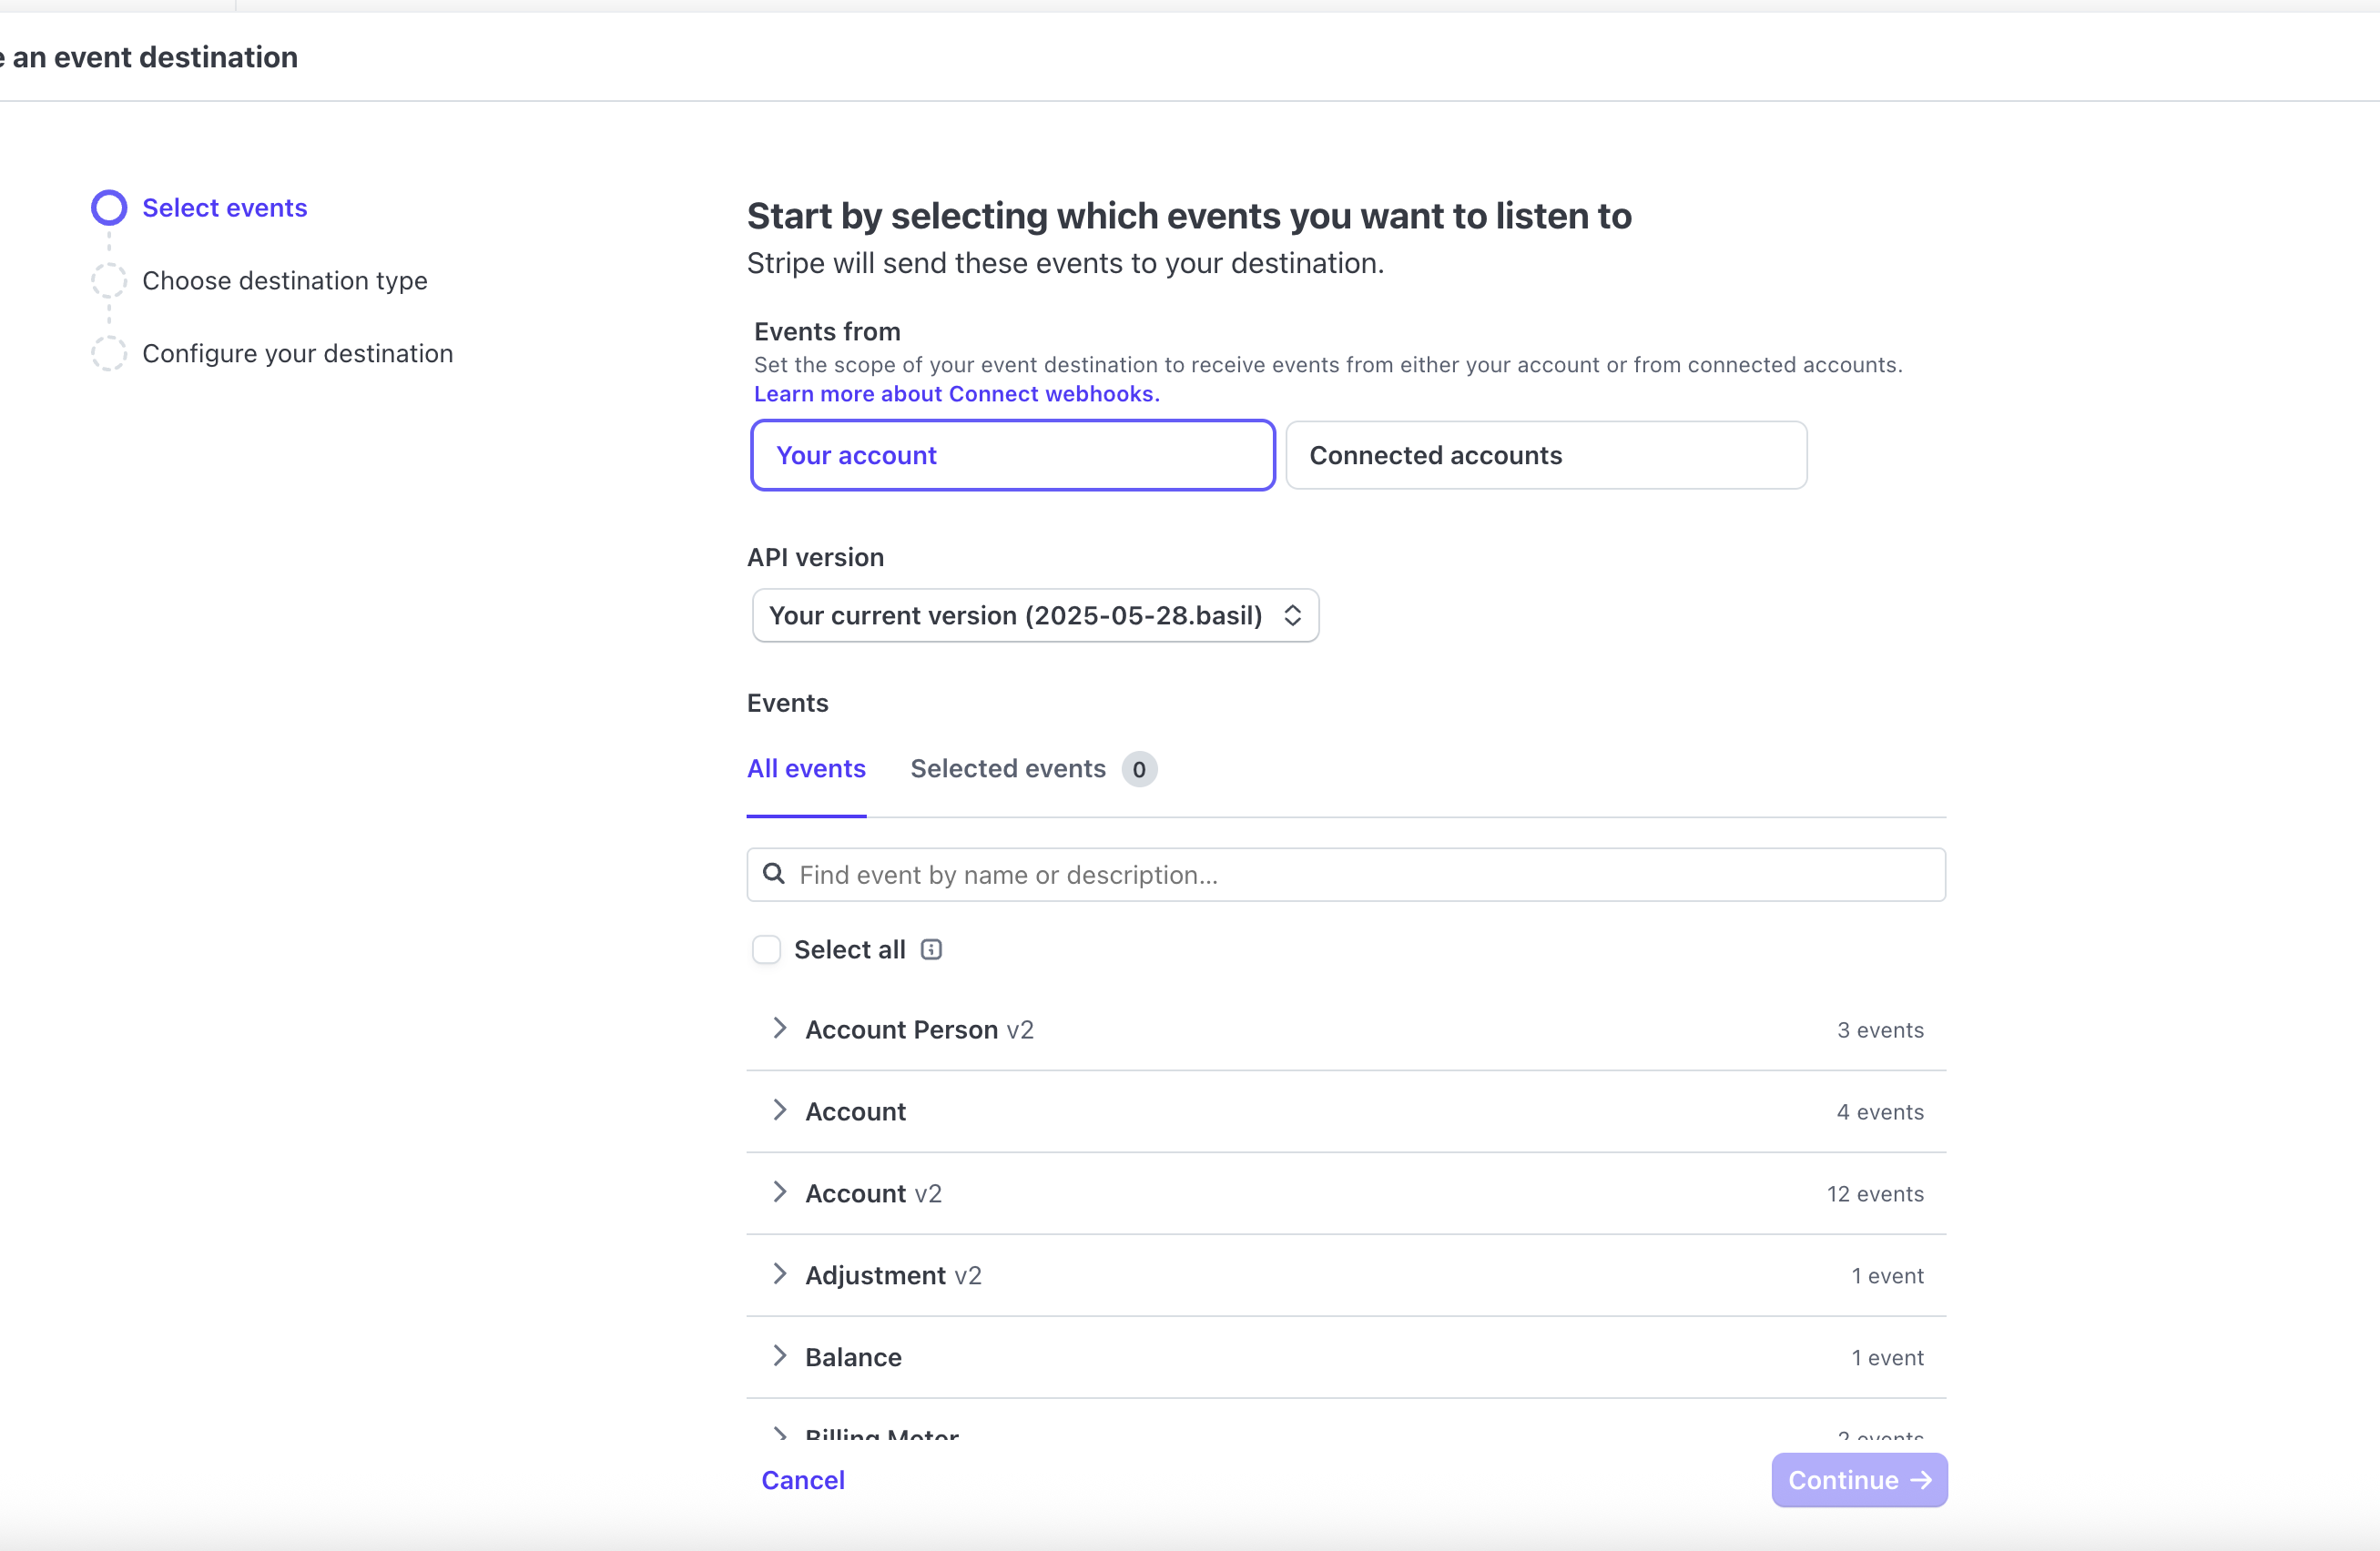 e an event destination
Select events
Choose destination type
Configure your destination
Start by selecting which events you want to listen to
Stripe will send these events to your destination.
Events from
Set the scope of your event destination to receive events from either your account or from connected accounts.
Learn more about Connect webhooks.
Your account
Connected accounts
API version
Your current version (2025-05-28.basil)
Events
All events
Selected events 0
Find event by name or description...
Select all
Account Person v2 3 events
Account 4 events
Account v2 12 events
Adjustment v2 1 event
Balance 1 event
Billing Meter 2 events
Cancel
Continue